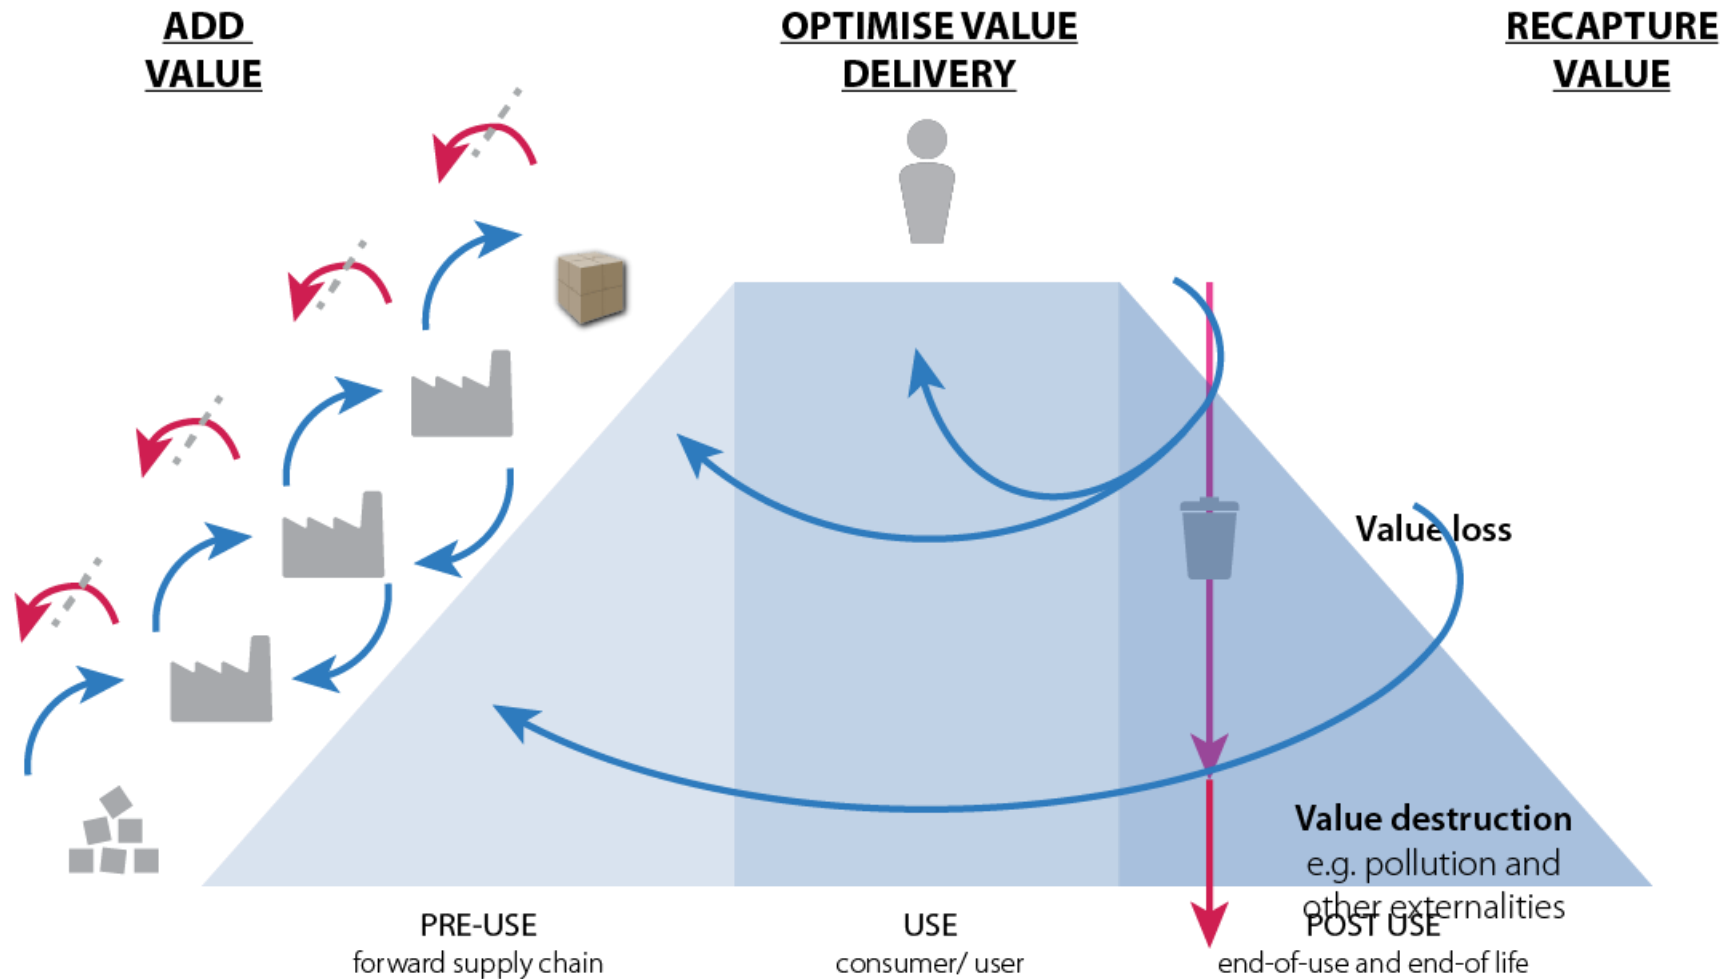 ADD
VALUE
OPTIMISE VALUE
DELIVERY
RECAPTURE
VALUE
Value loss
Value destruction
e.g. pollution and
other externalities
PRE-USE
forward supply chain
USE
consumer/ user
POST USE
end-of-use and end-of life